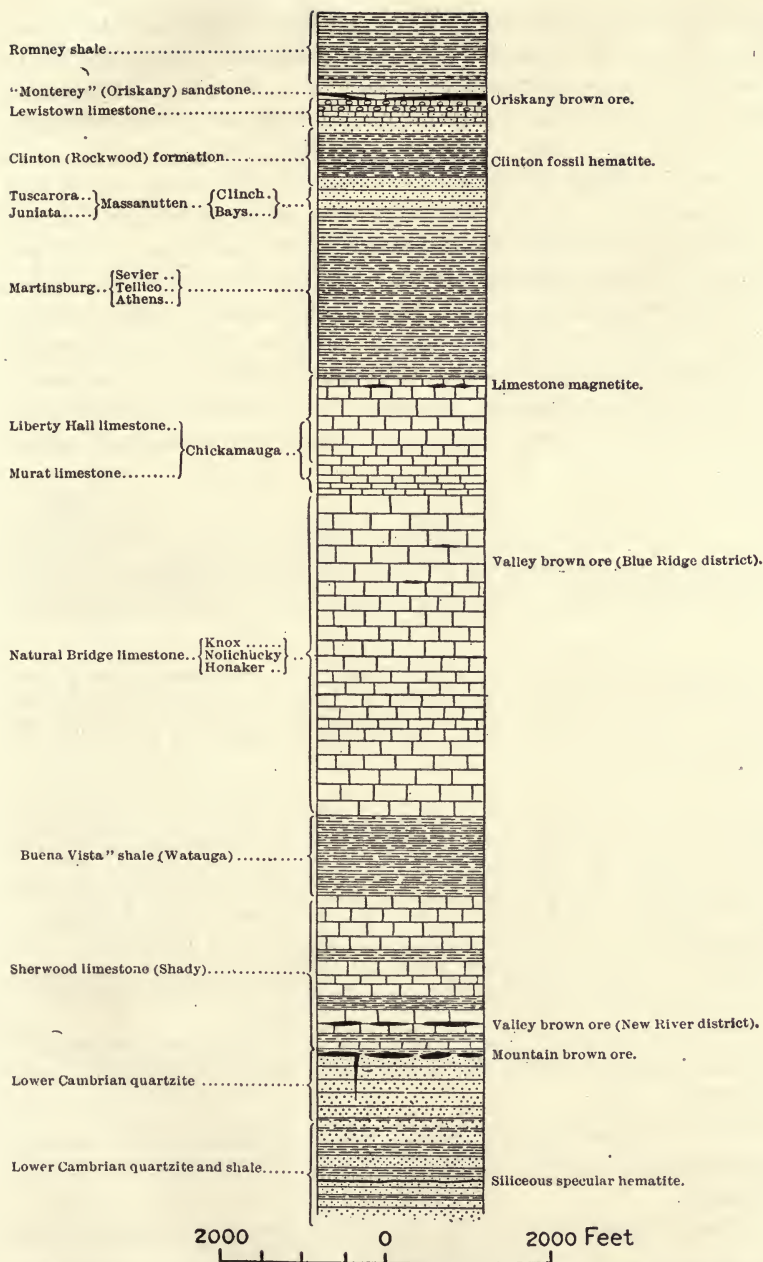 Romney shale
"Monterey" (Oriskany) sandstone
Oriskany brown ore.
Lewistown limestone
Clinton (Rockwood) formation
Clinton fossil hematite.
Tuscarora.. Massanutten.. Clinch.
Juniata..... Bays....
Martinsburg.. Sevier..
Tellico..
Athens..
Limestone magnetite.
Liberty Hall limestone..
Chickamauga..
Murat limestone
Valley brown ore (Blue Ridge district).
Natural Bridge limestone.. Knox ......
Nolichucky
Honaker ..
Buena Vista" shale (Watauga)
Sherwood limestone (Shady)
Valley brown ore (New River district).
Mountain brown ore.
Lower Cambrian quartzite
Lower Cambrian quartzite and shale
Siliceous specular hematite.
2000 0 2000 Feet